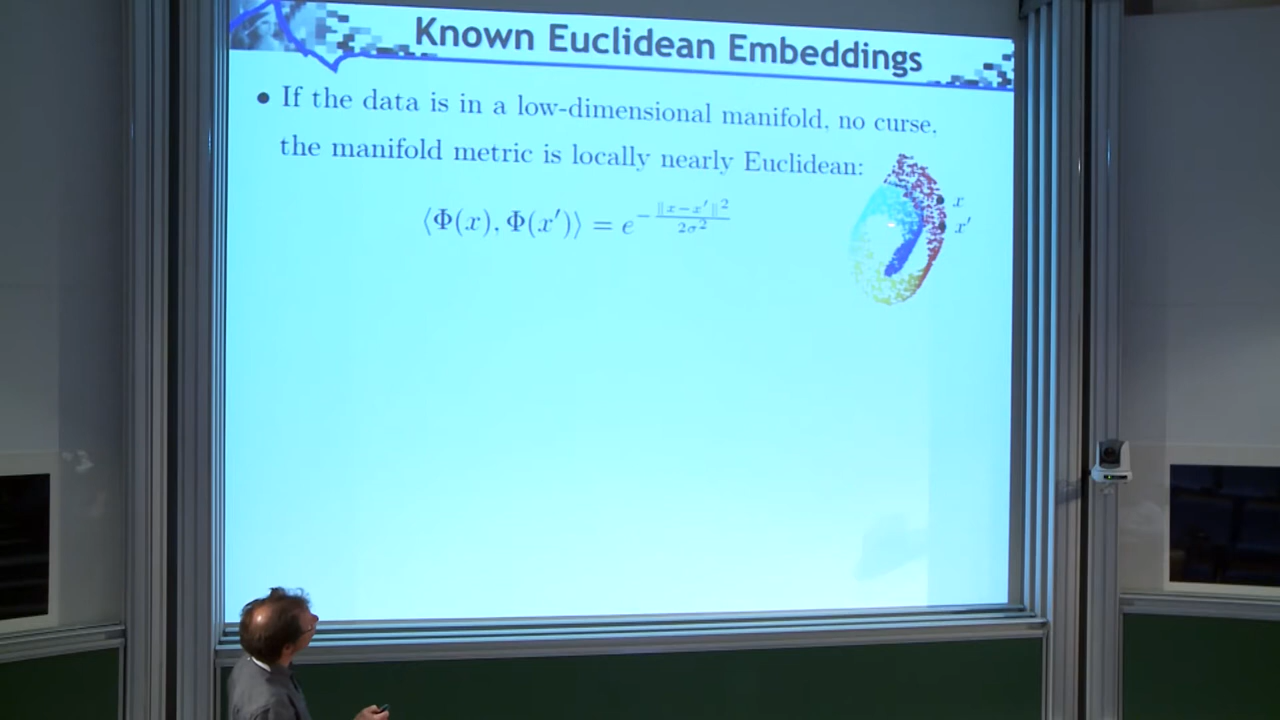 Known Euclidean Embeddings
• If the data is in a low-dimensional manifold, no curse,
the manifold metric is locally nearly Euclidean:
⟨Φ(x), Φ(x′)⟩ = e^{−‖x−x′‖²/2σ²}
x
x′